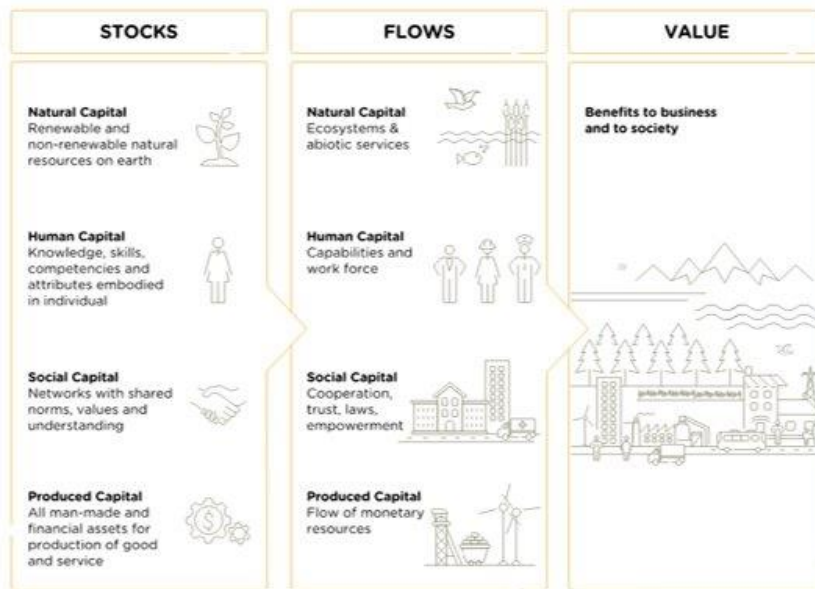 STOCKS
FLOWS
VALUE
Natural Capital
Renewable and
non-renewable natural
resources on earth
Human Capital
Knowledge, skills,
competencies and
attributes embodied
in individual
Social Capital
Networks with shared
norms, values and
understanding
Produced Capital
All man-made and
financial assets for
production of good
and service
$
Natural Capital
Ecosystems &
abiotic services
Human Capital
Capabilities and
work force
Social Capital
Cooperation,
trust, laws,
empowerment
Produced Capital
Flow of monetary
resources
Benefits to business
and to society